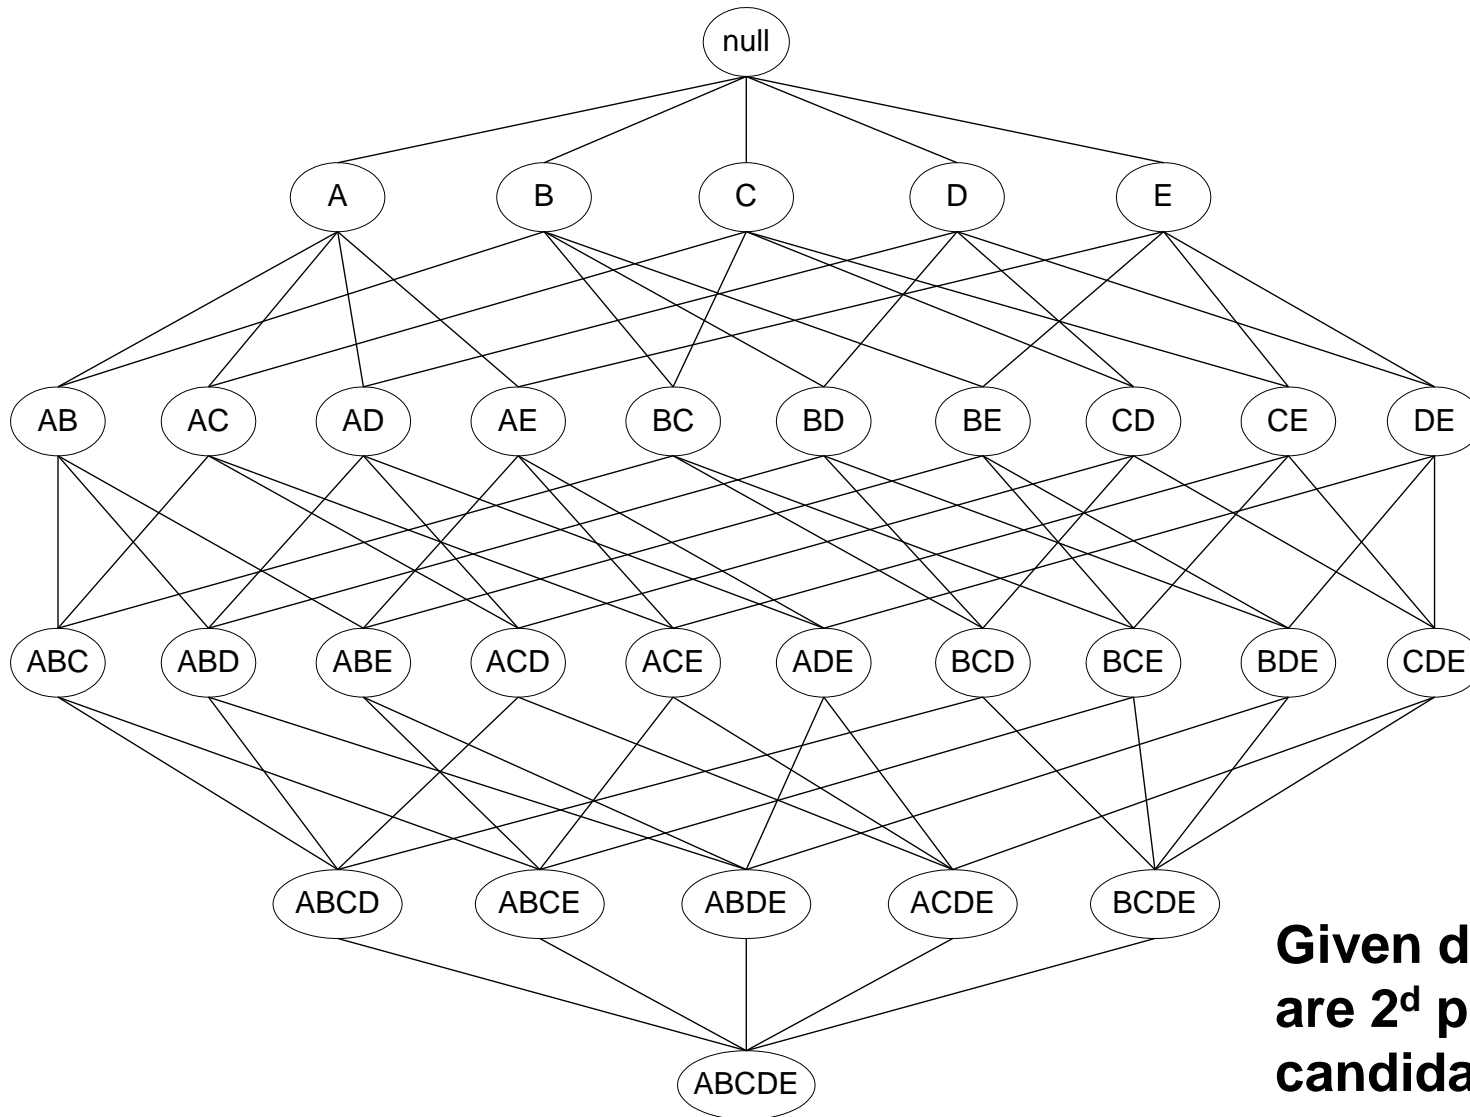 null
A B C D E
AB AC AD AE BC BD BE CD CE DE
ABC ABD ABE ACD ACE ADE BCD BCE BDE CDE
ABCD ABCE ABDE ACDE BCDE
ABCDE
Given d
are 2ᵈ p
candida